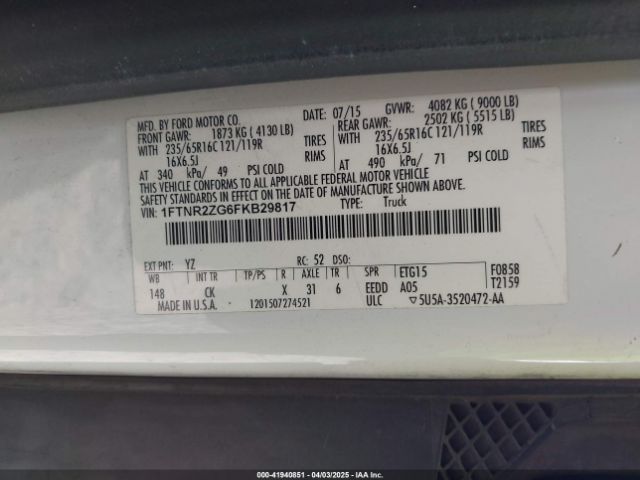 MFD. BY FORD MOTOR CO. DATE: 07/15 GVWR: 4082 KG ( 9000 LB)
FRONT GAWR: 1873 KG ( 4130 LB) REAR GAWR: 2502 KG ( 5515 LB)
WITH 235/65R16C 121/119R TIRES WITH 235/65R16C 121/119R TIRES
16X6.5J RIMS 16X6.5J RIMS
AT 340 kPa/ 49 PSI COLD AT 490 kPa/ 71 PSI COLD
THIS VEHICLE CONFORMS TO ALL APPLICABLE FEDERAL MOTOR VEHICLE
SAFETY STANDARDS IN EFFECT ON THE DATE OF MANUFACTURE SHOWN ABOVE.
VIN: 1FTNR2ZG6FKB29817 TYPE: Truck
EXT PNT: YZ RC: 52 DSO:
WB INT TR TP/PS R AXLE TR SPR ETG15 F0858
148 CK X 31 6 EEDD A05 T2159
MADE IN U.S.A. 1201507274521 ULC ▽5U5A-3520472-AA
000-41940851 - 04/03/2025 - IAA, Inc.